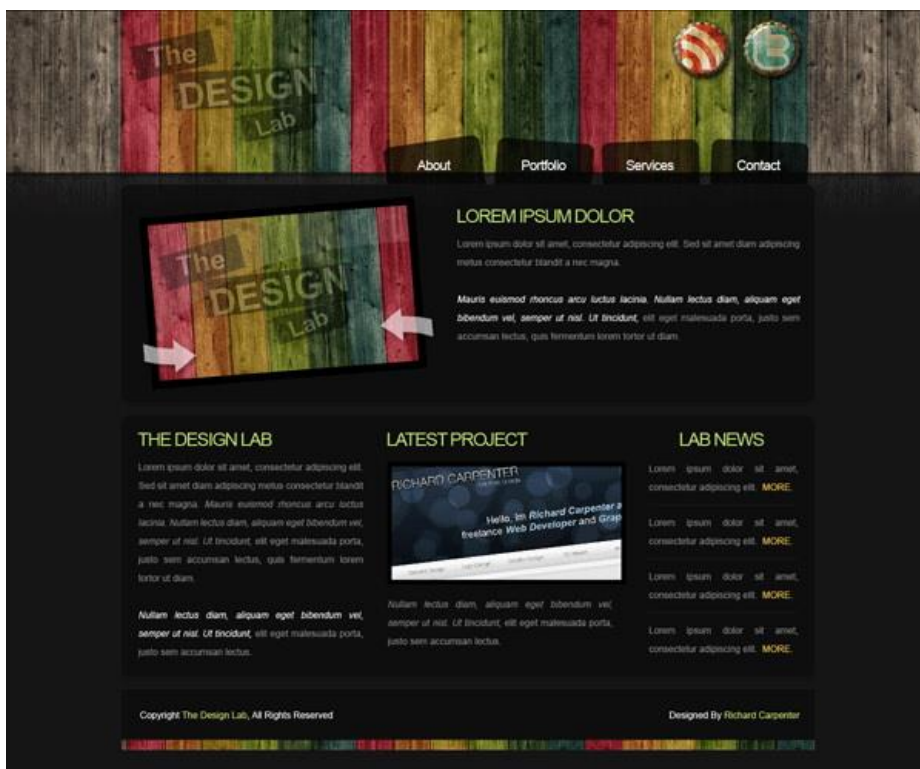 The
DESIGN
Lab
About
Portfolio
Services
Contact
The
DESIGN
Lab
LOREM IPSUM DOLOR
Lorem ipsum dolor sit amet, consectetur adipiscing elit. Sed sit amet diam adipiscing
metus consectetur blandit a nec magna.
Mauris euismod rhoncus arcu luctus lacinia. Nullam lectus diam, aliquam eget
bibendum vel, semper ut nisl. Ut tincidunt, elit eget malesuada porta, justo sem
accumsan lectus, quis fermentum lorem tortor ut diam.
THE DESIGN LAB
Lorem ipsum dolor sit amet, consectetur adipiscing elit.
Sed sit amet diam adipiscing metus consectetur blandit
a nec magna. Mauris euismod rhoncus arcu luctus
lacinia. Nullam lectus diam, aliquam eget bibendum vel,
semper ut nisl. Ut tincidunt, elit eget malesuada porta,
justo sem accumsan lectus, quis fermentum lorem
tortor ut diam.
Nullam lectus diam, aliquam eget bibendum vel,
semper ut nisl. Ut tincidunt, elit eget malesuada porta,
justo sem accumsan lectus.
LATEST PROJECT
RICHARD CARPENTER
Hello, Im Richard Carpenter a
freelance Web Developer and Grap
Nullam lectus diam, aliquam eget bibendum vel,
semper ut nisl. Ut tincidunt, elit eget malesuada porta,
justo sem accumsan lectus.
LAB NEWS
Lorem ipsum dolor sit amet,
consectetur adipiscing elit. MORE.
Lorem ipsum dolor sit amet,
consectetur adipiscing elit. MORE.
Lorem ipsum dolor sit amet,
consectetur adipiscing elit. MORE.
Lorem ipsum dolor sit amet,
consectetur adipiscing elit. MORE.
Copyright The Design Lab, All Rights Reserved
Designed By Richard Carpenter